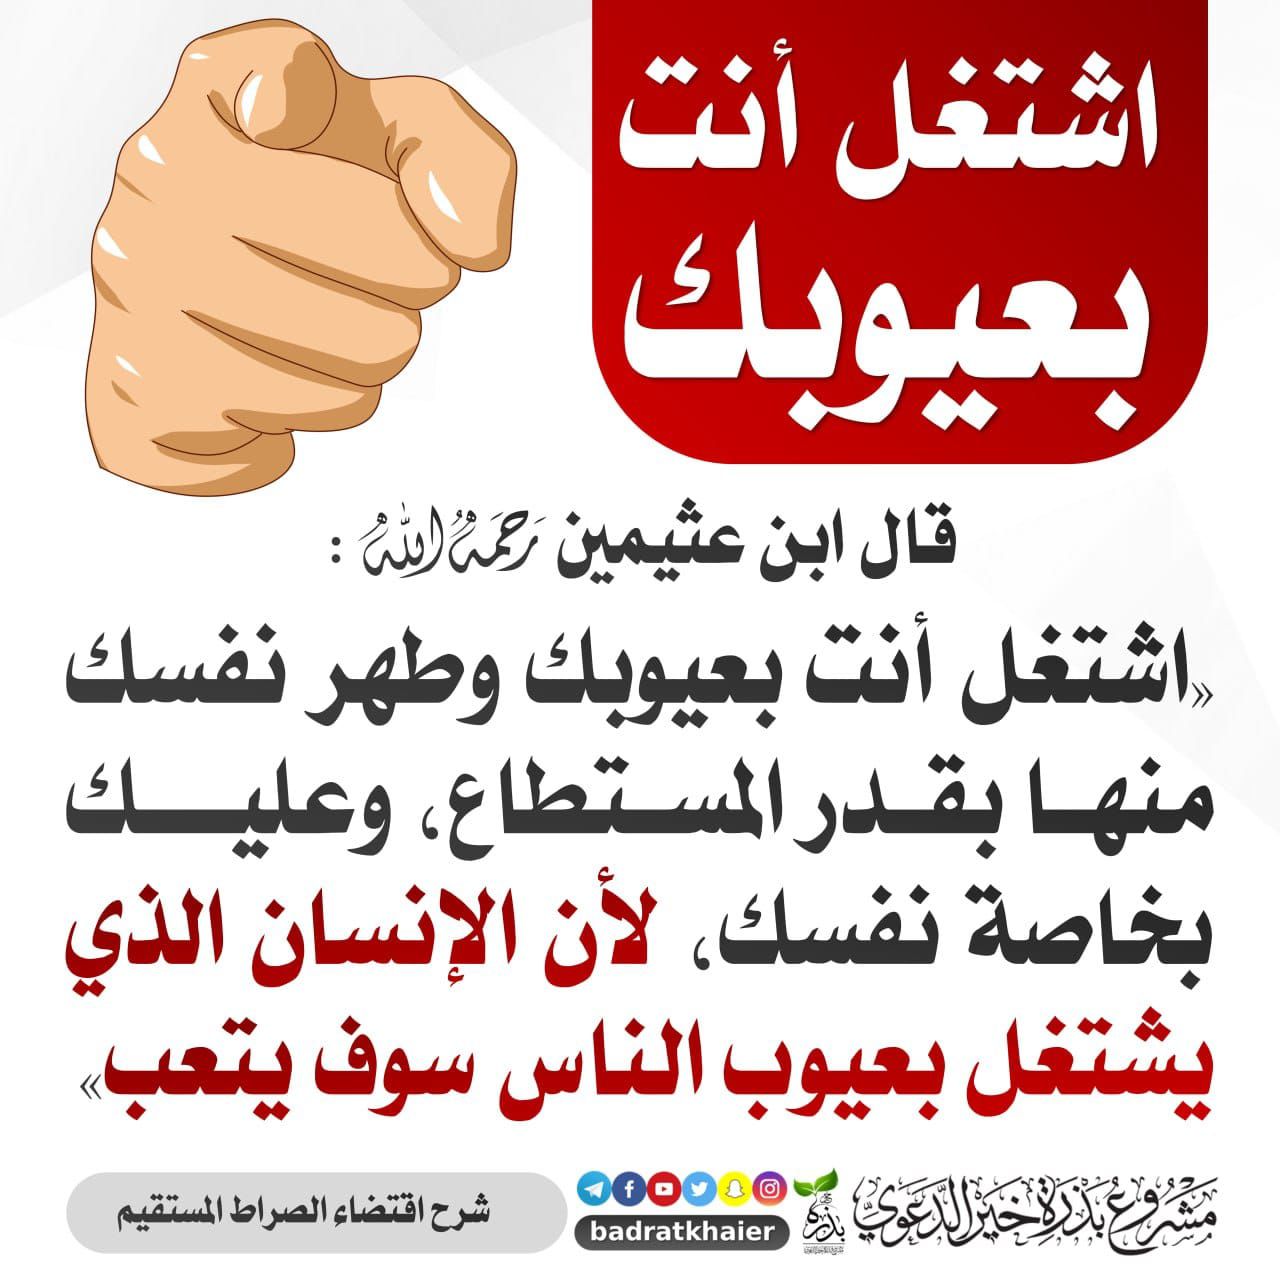 اشتغل أنت
بعيوبك
قال ابن عثيمين رَحِمَهُ اللهُ :
«اشتغل أنت بعيوبك وطهر نفسك
منها بقدر المستطاع، وعليك
بخاصة نفسك، لأن الإنسان الذي
يشتغل بعيوب الناس سوف يتعب»
مشروع بذرة خير الدعوي
بذرة
badratkhaier
شرح اقتضاء الصراط المستقيم